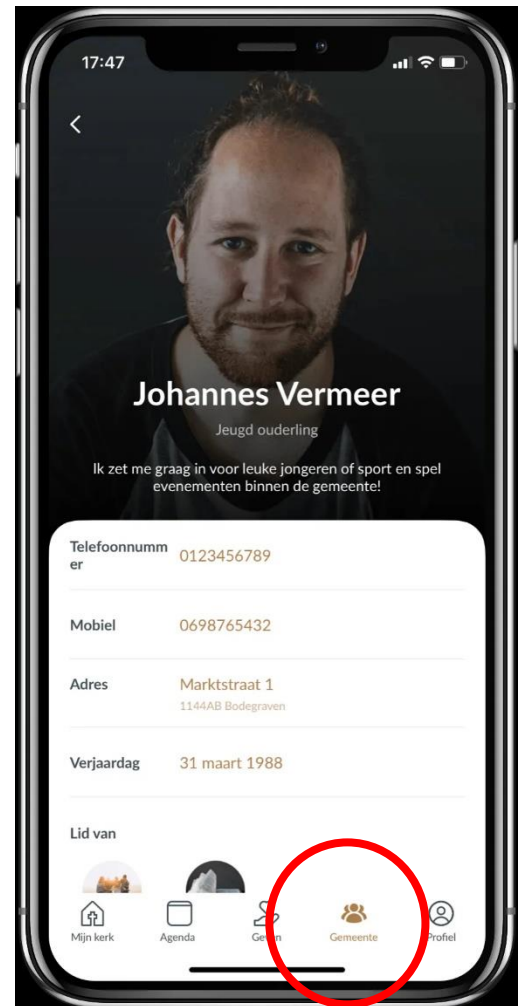 17:47
Johannes Vermeer
Jeugd ouderling
Ik zet me graag in voor leuke jongeren of sport en spel
evenementen binnen de gemeente!
Telefoonnumm
er
0123456789
Mobiel
0698765432
Adres
Marktstraat 1
1144AB Bodegraven
Verjaardag
31 maart 1988
Lid van
Mijn kerk
Agenda
Geven
Gemeente
Profiel